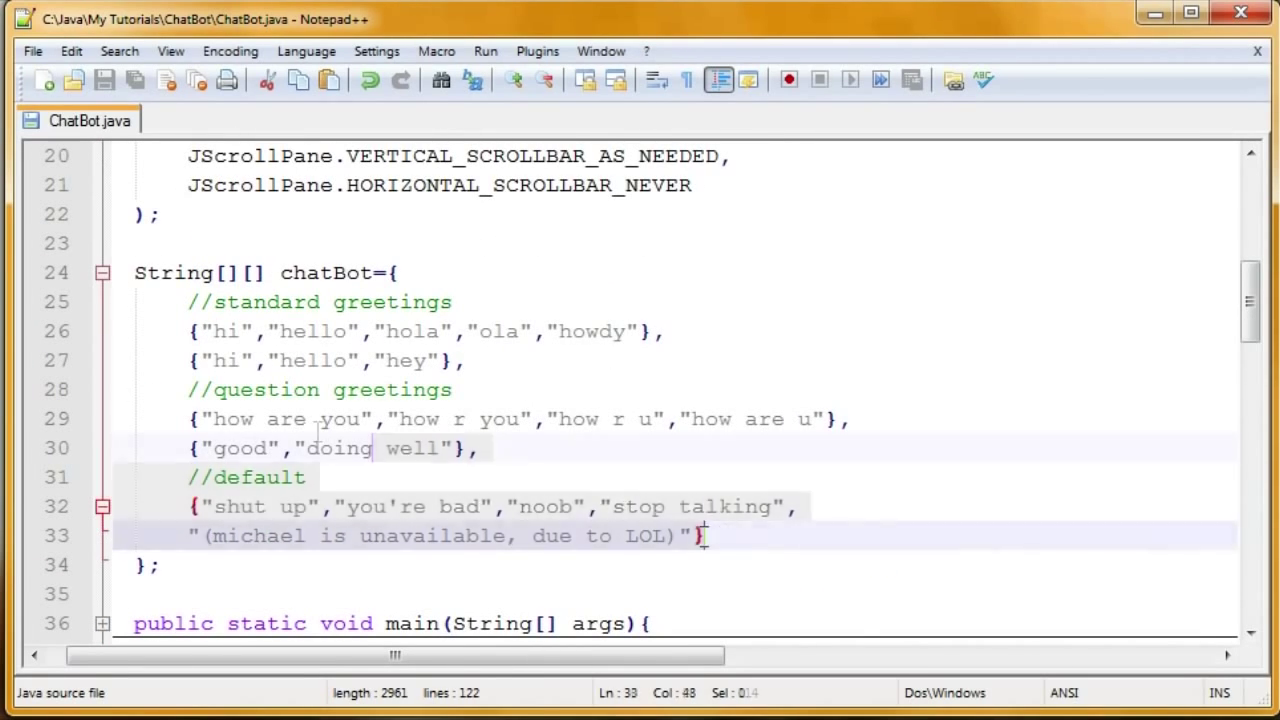 C:\Java\My Tutorials\ChatBot\ChatBot.java - Notepad++
File Edit Search View Encoding Language Settings Macro Run Plugins Window ? X
ChatBot.java
20 JScrollPane.VERTICAL_SCROLLBAR_AS_NEEDED,
21 JScrollPane.HORIZONTAL_SCROLLBAR_NEVER
22 );
23
24 String[][] chatBot={
25 //standard greetings
26 {"hi","hello","hola","ola","howdy"},
27 {"hi","hello","hey"},
28 //question greetings
29 {"how are you","how r you","how r u","how are u"},
30 {"good","doing well"},
31 //default
32 {"shut up","you're bad","noob","stop talking",
33 "(michael is unavailable, due to LOL)"}
34 };
35
36 public static void main(String[] args){
Java source file length : 2961 lines : 122 Ln : 33 Col : 48 Sel : Dos\Windows ANSI INS